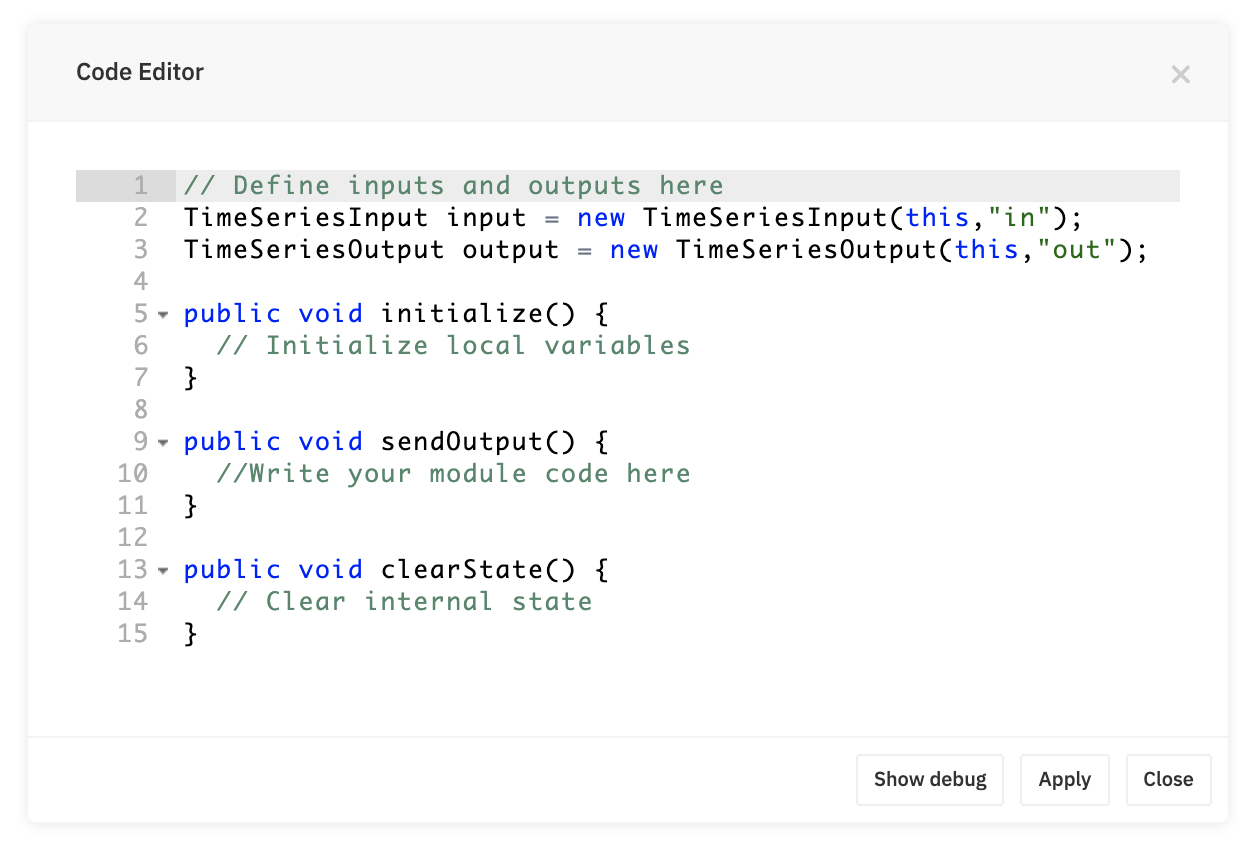 Code Editor
×
1 // Define inputs and outputs here
2 TimeSeriesInput input = new TimeSeriesInput(this,"in");
3 TimeSeriesOutput output = new TimeSeriesOutput(this,"out");
4
5 public void initialize() {
6   // Initialize local variables
7 }
8
9 public void sendOutput() {
10   //Write your module code here
11 }
12
13 public void clearState() {
14   // Clear internal state
15 }
Show debug Apply Close